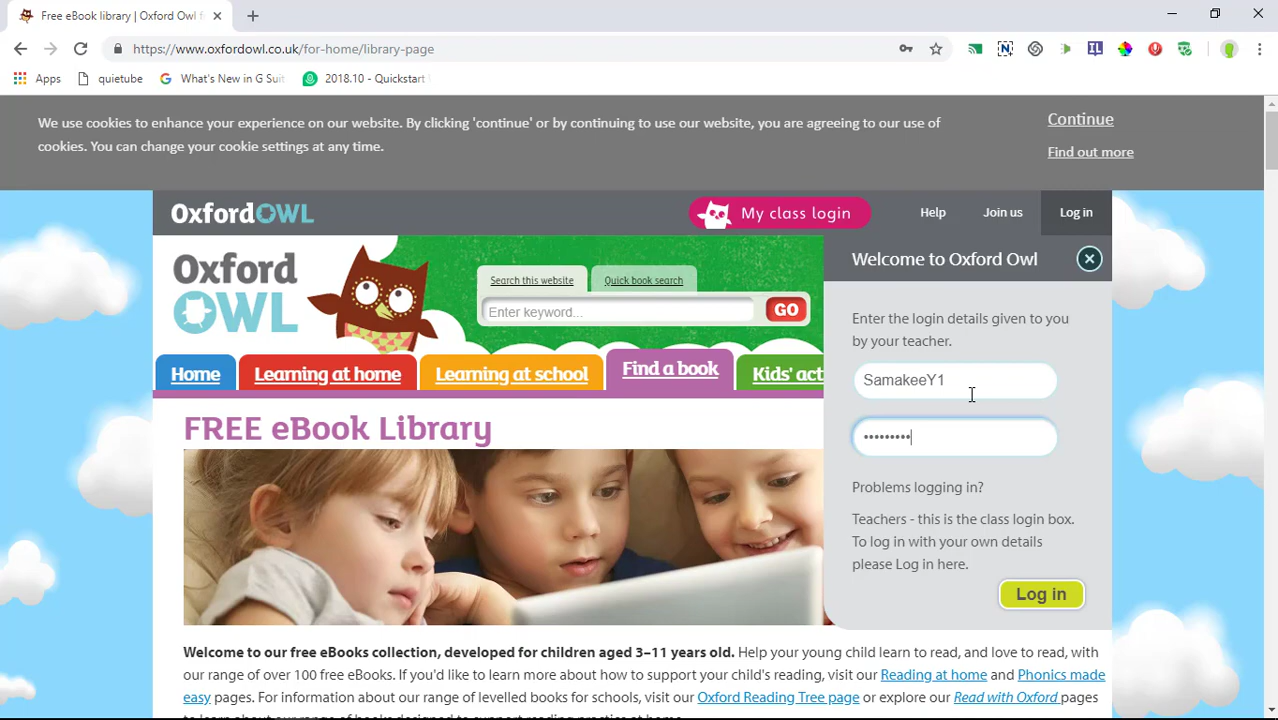 Free eBook library | Oxford Owl f
https://www.oxfordowl.co.uk/for-home/library-page
Apps quietube What's New in G Suit 2018.10 - Quickstart
We use cookies to enhance your experience on our website. By clicking 'continue' or by continuing to use our website, you are agreeing to our use of
cookies. You can change your cookie settings at any time.
Continue
Find out more
OxfordOWL My class login Help Join us Log in
Oxford
OWL
Search this website Quick book search
Enter keyword... GO
Home Learning at home Learning at school Find a book Kids' act
Welcome to Oxford Owl
Enter the login details given to you
by your teacher.
SamakeeY1
•••••••••
Problems logging in?
Teachers - this is the class login box.
To log in with your own details
please Log in here.
Log in
FREE eBook Library
Welcome to our free eBooks collection, developed for children aged 3–11 years old. Help your young child learn to read, and love to read, with
our range of over 100 free eBooks. If you'd like to learn more about how to support your child's reading, visit our Reading at home and Phonics made
easy pages. For information about our range of levelled books for schools, visit our Oxford Reading Tree page or explore our Read with Oxford pages